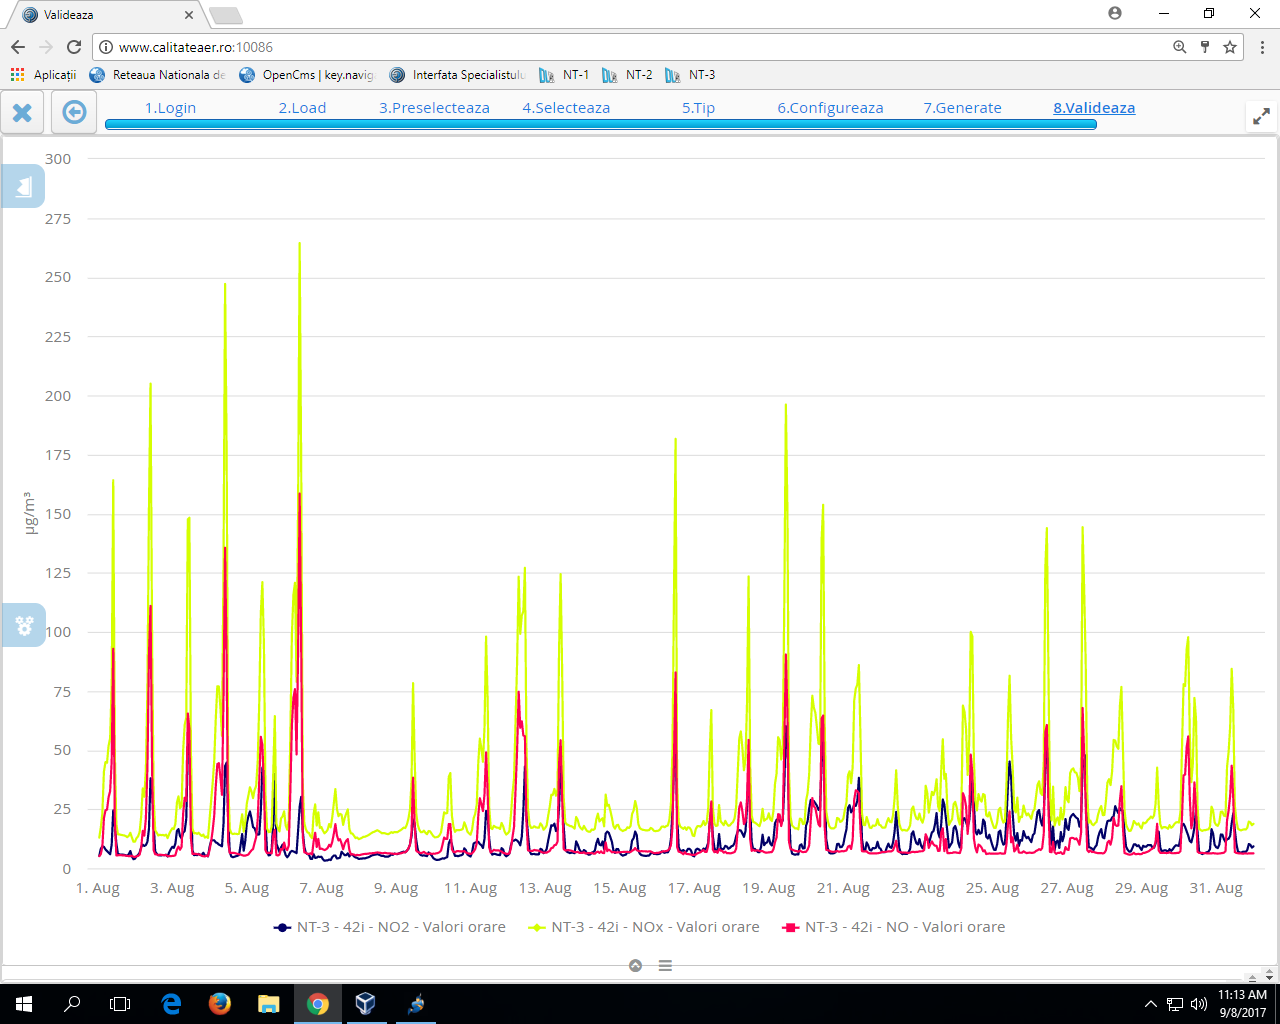 Valideaza
www.calitateaer.ro:10086
Aplicații Reteaua Nationala de OpenCms | key.navig Interfata Specialistulu NT-1 NT-2 NT-3
1.Login 2.Load 3.Preselecteaza 4.Selecteaza 5.Tip 6.Configureaza 7.Generate 8.Valideaza
300
275
250
225
200
175
150
125
100
75
50
25
0
µg/m³
1. Aug 3. Aug 5. Aug 7. Aug 9. Aug 11. Aug 13. Aug 15. Aug 17. Aug 19. Aug 21. Aug 23. Aug 25. Aug 27. Aug 29. Aug 31. Aug
NT-3 - 42i - NO2 - Valori orare NT-3 - 42i - NOx - Valori orare NT-3 - 42i - NO - Valori orare
11:13 AM
9/8/2017